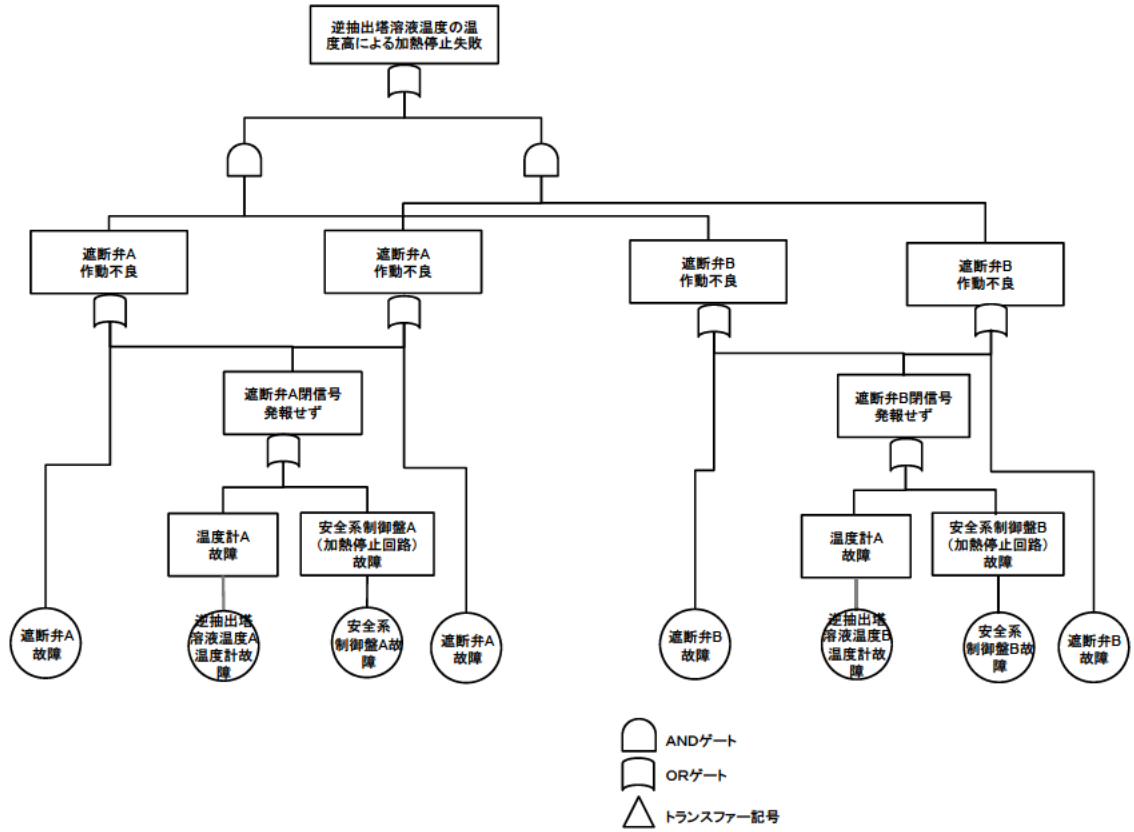 逆抽出塔溶液温度の温
度高による加熱停止失敗
遮断弁A
作動不良
遮断弁A
作動不良
遮断弁B
作動不良
遮断弁B
作動不良
遮断弁A閉信号
発報せず
遮断弁B閉信号
発報せず
温度計A
故障
安全系制御盤A
（加熱停止回路）
故障
温度計A
故障
安全系制御盤B
（加熱停止回路）
故障
遮断弁A
故障
逆抽出塔
溶液温度A
温度計故
障
安全系
制御盤A故
障
遮断弁A
故障
遮断弁B
故障
逆抽出塔
溶液温度B
温度計故
障
安全系
制御盤B故
障
遮断弁B
故障
ANDゲート
ORゲート
トランスファー記号